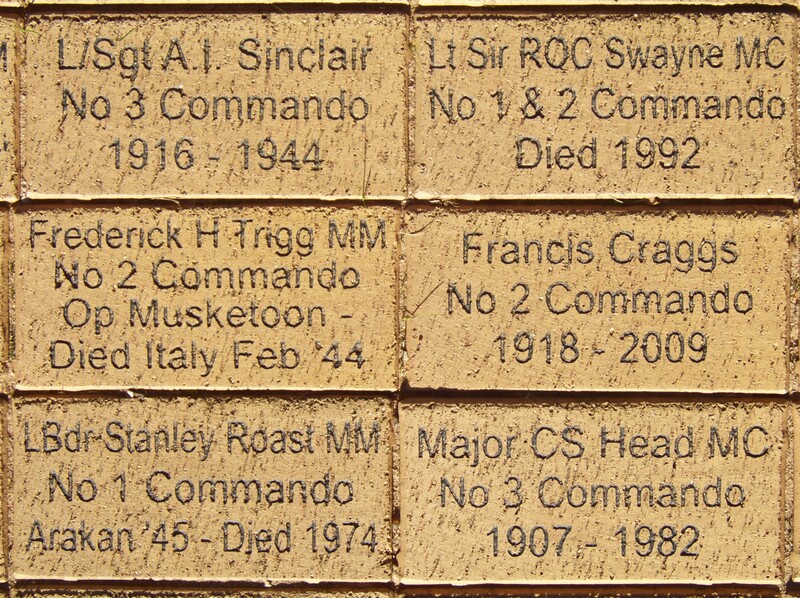 L/Sgt A.I. Sinclair
No 3 Commando
1916 - 1944
Lt Sir ROC Swayne MC
No 1 & 2 Commando
Died 1992
Frederick H Trigg MM
No 2 Commando
Op Musketoon -
Died Italy Feb '44
Francis Craggs
No 2 Commando
1918 - 2009
LBdr Stanley Roast MM
No 1 Commando
Arakan '45 - Died 1974
Major CS Head MC
No 3 Commando
1907 - 1982